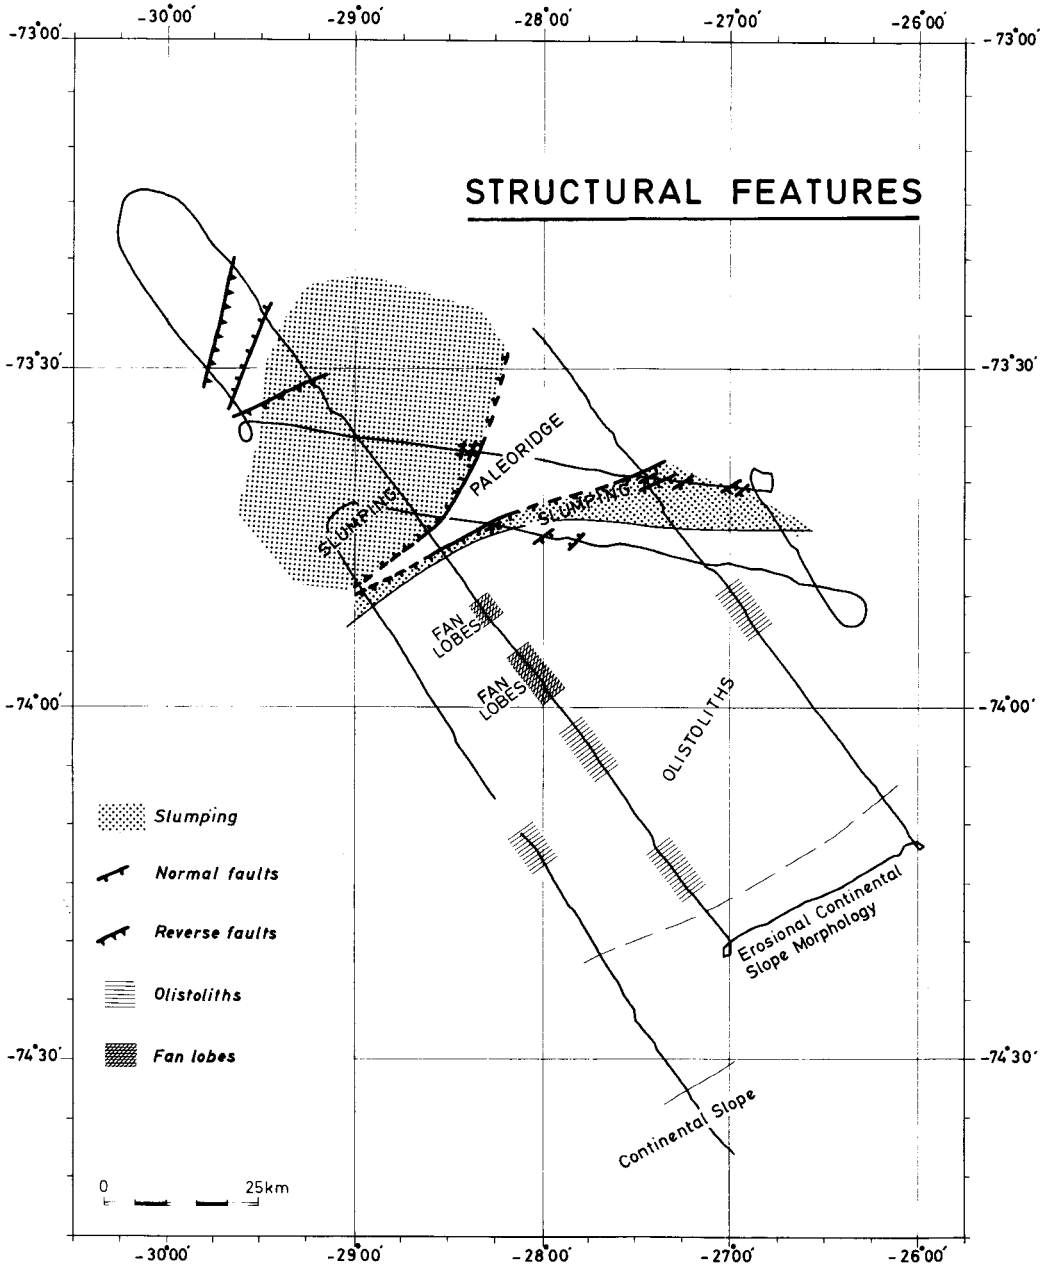 -30°00' -29°00' -28°00' -27°00' -26°00'
-73°00' -73°00'
STRUCTURAL FEATURES
-73°30' -73°30'
PALEORIDGE
SLUMPING
SLUMPING
FAN
LOBES
FAN
LOBES
OLISTOLITHS
-74°00' -74°00'
Slumping
Normal faults
Reverse faults
Olistoliths
Fan lobes
Erosional Continental
Slope Morphology
-74°30' -74°30'
Continental Slope
0 25km
-30°00' -29°00' -28°00' -27°00' -26°00'